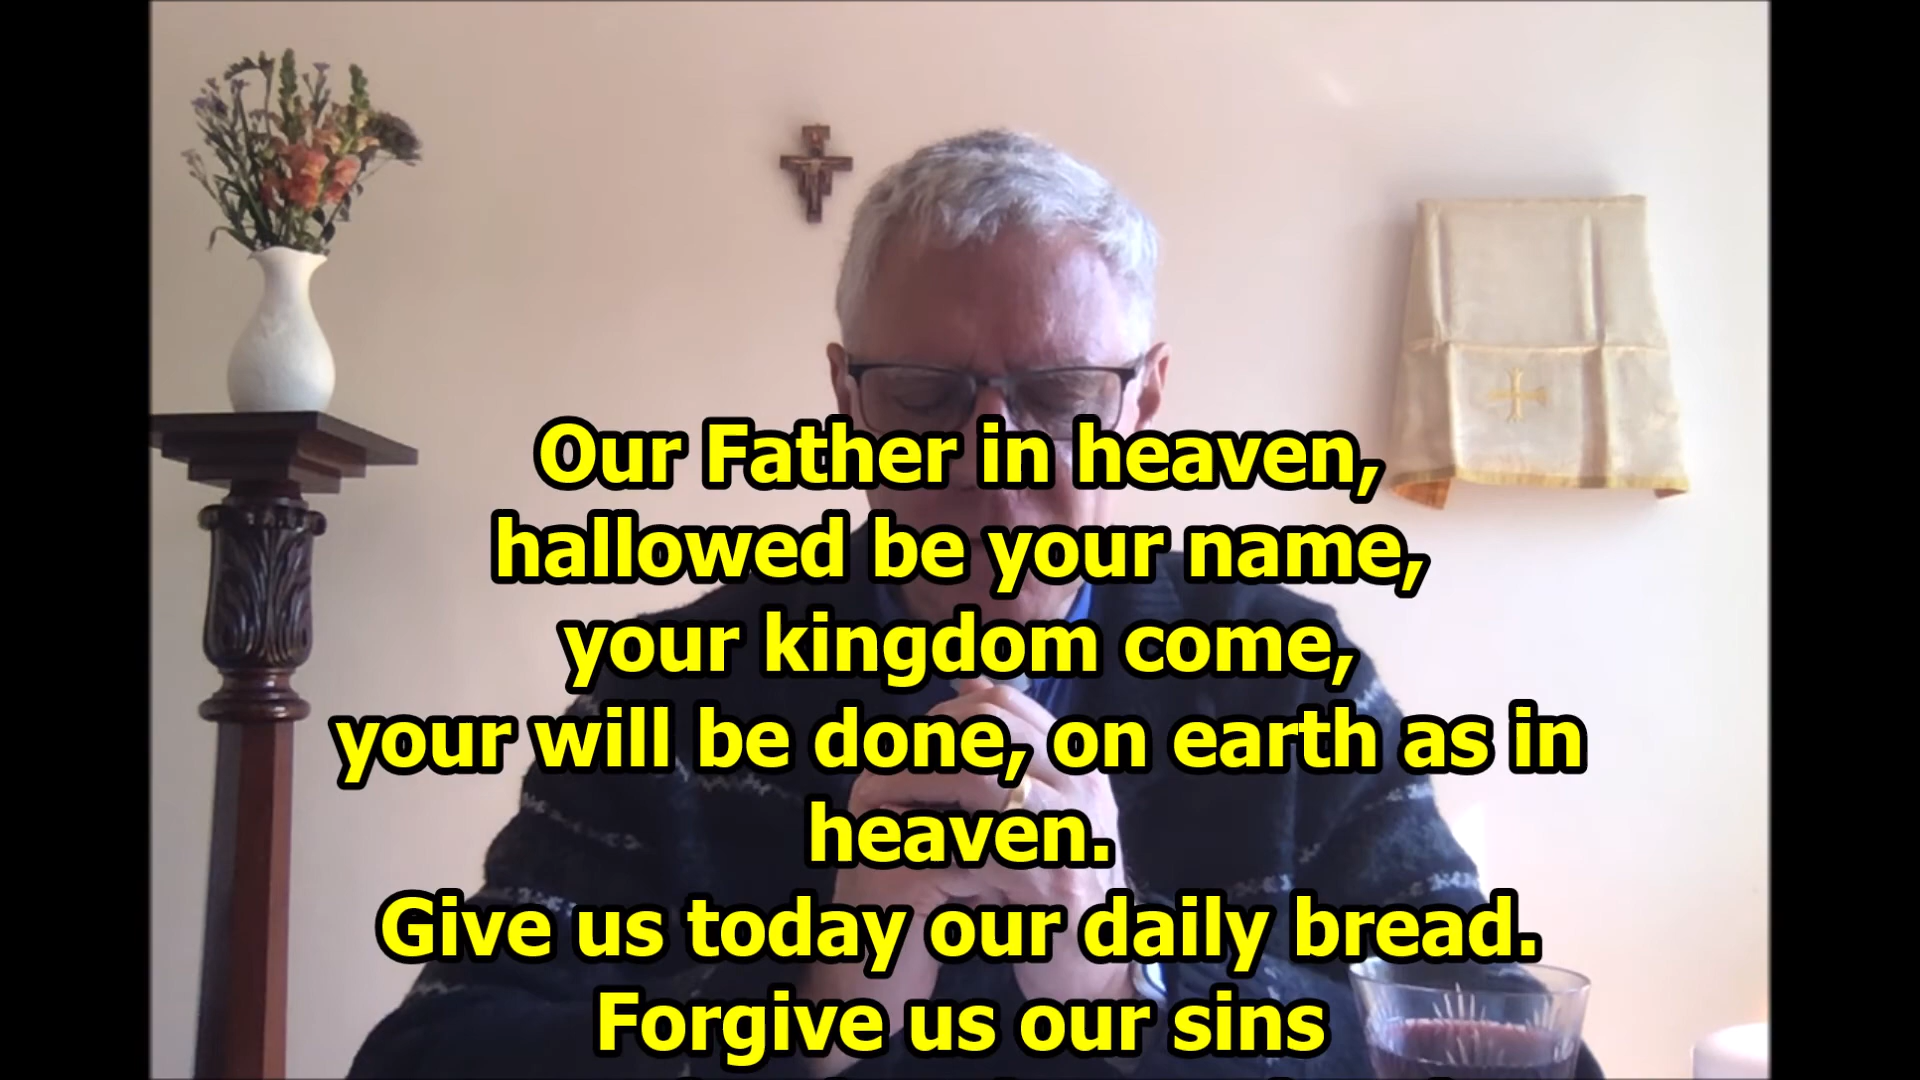 Our Father in heaven,
hallowed be your name,
your kingdom come,
your will be done, on earth as in
heaven.
Give us today our daily bread.
Forgive us our sins